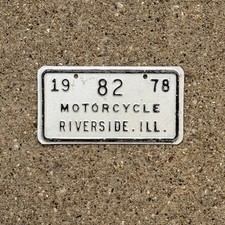 19 82 78
MOTORCYCLE
RIVERSIDE. ILL.